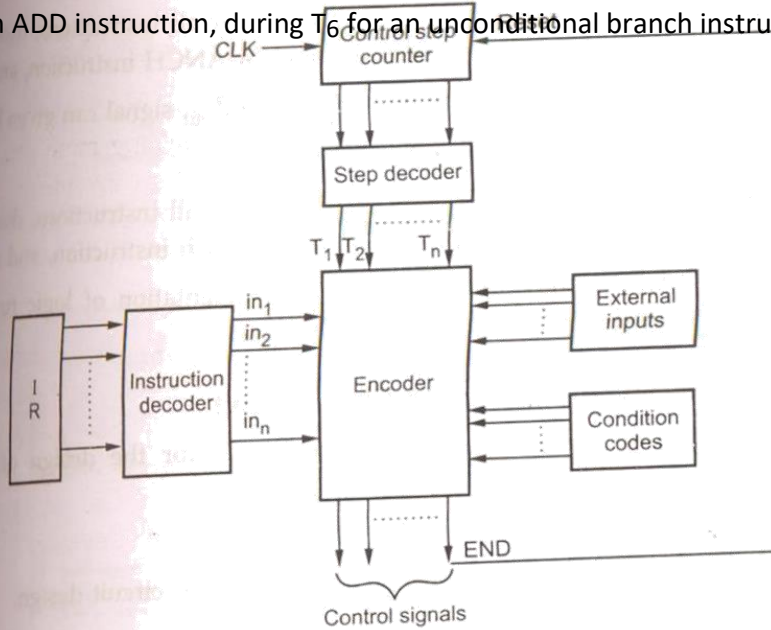 ADD instruction, during T6 for an unconditional branch
Reset
CLK
Control step
counter
Step decoder
T1 T2 Tn
I
R
Instruction
decoder
in1
in2
inn
Encoder
External
inputs
Condition
codes
END
Control signals